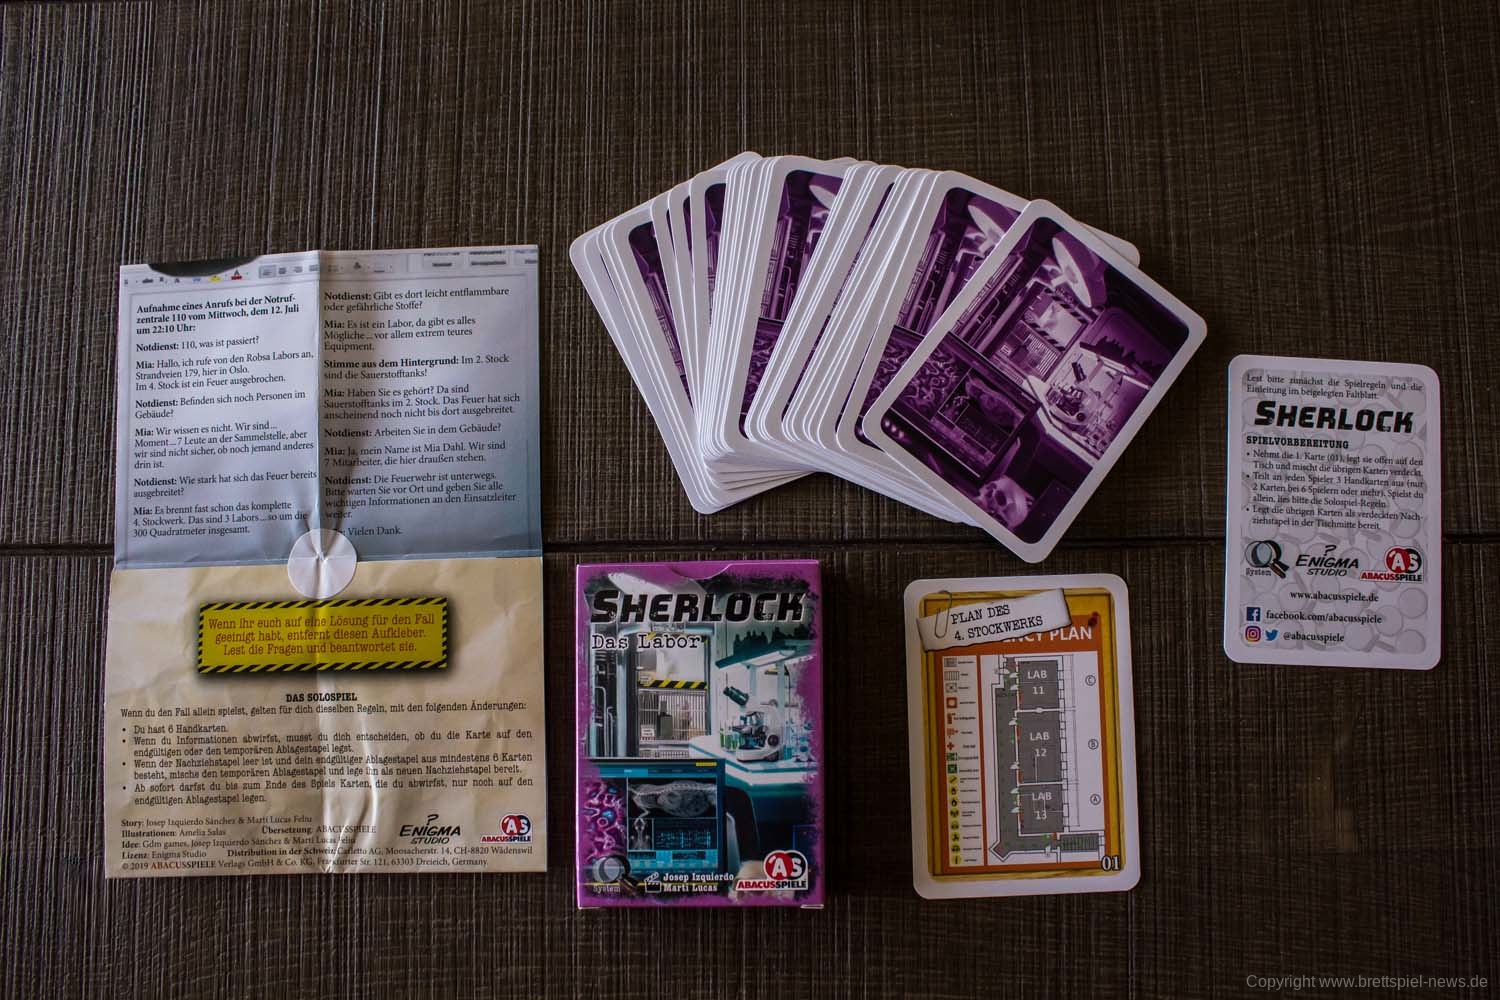 Aufnahme eines Anrufs bei der Notruf-
zentrale 110 vom Mittwoch, dem 12. Juli
um 22:10 Uhr:
Notdienst: 110, was ist passiert?
Mia: Hallo, ich rufe von den Robsa Labors an,
Strandveien 179, hier in Oslo.
Im 4. Stock ist ein Feuer ausgebrochen.
Notdienst: Befinden sich noch Personen im
Gebäude?
Mia: Wir wissen es nicht. Wir sind...
Moment... 7 Leute an der Sammelstelle, aber
wir sind nicht sicher, ob noch jemand anderes
drin ist.
Notdienst: Wie stark hat sich das Feuer bereits
ausgebreitet?
Mia: Es brennt fast schon das komplette
4. Stockwerk. Das sind 3 Labors ... so um die
300 Quadratmeter insgesamt.
Notdienst: Gibt es dort leicht entflammbare
oder gefährliche Stoffe?
Mia: Es ist ein Labor, da gibt es alles
Mögliche ... vor allem extrem teures
Equipment.
Stimme aus dem Hintergrund: Im 2. Stock
sind die Sauerstofftanks!
Mia: Haben Sie es gehört? Da sind
Sauerstofftanks im 2. Stock. Das Feuer hat sich
anscheinend noch nicht bis dort ausgebreitet.
Notdienst: Arbeiten Sie in dem Gebäude?
Mia: Ja, mein Name ist Mia Dahl. Wir sind
7 Mitarbeiter, die hier draußen stehen.
Notdienst: Die Feuerwehr ist unterwegs.
Bitte warten Sie vor Ort und geben Sie alle
wichtigen Informationen an den Einsatzleiter
weiter.
Vielen Dank.
Wenn ihr euch auf eine Lösung für den Fall
geeinigt habt, entfernt diesen Aufkleber.
Lest die Fragen und beantwortet sie.
DAS SOLOSPIEL
Wenn du den Fall allein spielst, gelten für dich dieselben Regeln, mit den folgenden Änderungen:
• Du hast 6 Handkarten.
• Wenn du Informationen abwirfst, musst du dich entscheiden, ob du die Karte auf den
endgültigen oder den temporären Ablagestapel legst.
• Wenn der Nachziehstapel leer ist und dein endgültiger Ablagestapel aus mindestens 6 Karten
besteht, mische den temporären Ablagestapel und lege ihn als neuen Nachziehstapel bereit.
• Ab sofort darfst du bis zum Ende des Spiels Karten, die du abwirfst, nur noch auf den
endgültigen Ablagestapel legen.
Story: Josep Izquierdo Sánchez & Martí Lucas Feliu
Illustrationen: Amelia Salas Übersetzung: ABACUSSPIELE
Idee: Gdm games, Josep Izquierdo Sánchez & Martí Lucas Feliu
Lizenz: Enigma Studio Distribution in der Schweiz: Carletto AG, Moosacherstr. 14, CH-8820 Wädenswil
© 2019 ABACUSSPIELE Verlags GmbH & Co. KG, Frankfurter Str. 121, 63303 Dreieich, Germany.
ENIGMA
STUDIO
ABACUSSPIELE
SHERLOCK
Das Labor
System
Josep Izquierdo
Martí Lucas
ABACUSSPIELE
PLAN DES
4. STOCKWERKS
NCY PLAN
LAB
11
LAB
12
LAB
13
C
B
A
01
Lest bitte zunächst die Spielregeln und die
Einleitung im beigelegten Faltblatt.
SHERLOCK
SPIELVORBEREITUNG
• Nehmt die 1. Karte (01), legt sie offen auf den
Tisch und mischt die übrigen Karten verdeckt.
• Teilt an jeden Spieler 3 Handkarten aus (nur
2 Karten bei 6 Spielern oder mehr). Spielst du
allein, lies bitte die Solospiel-Regeln.
• Legt die übrigen Karten als verdeckten Nach-
ziehstapel in der Tischmitte bereit.
System
ENIGMA
STUDIO
ABACUSSPIELE
www.abacusspiele.de
facebook.com/abacusspiele
@abacusspiele
Copyright www.brettspiel-news.de